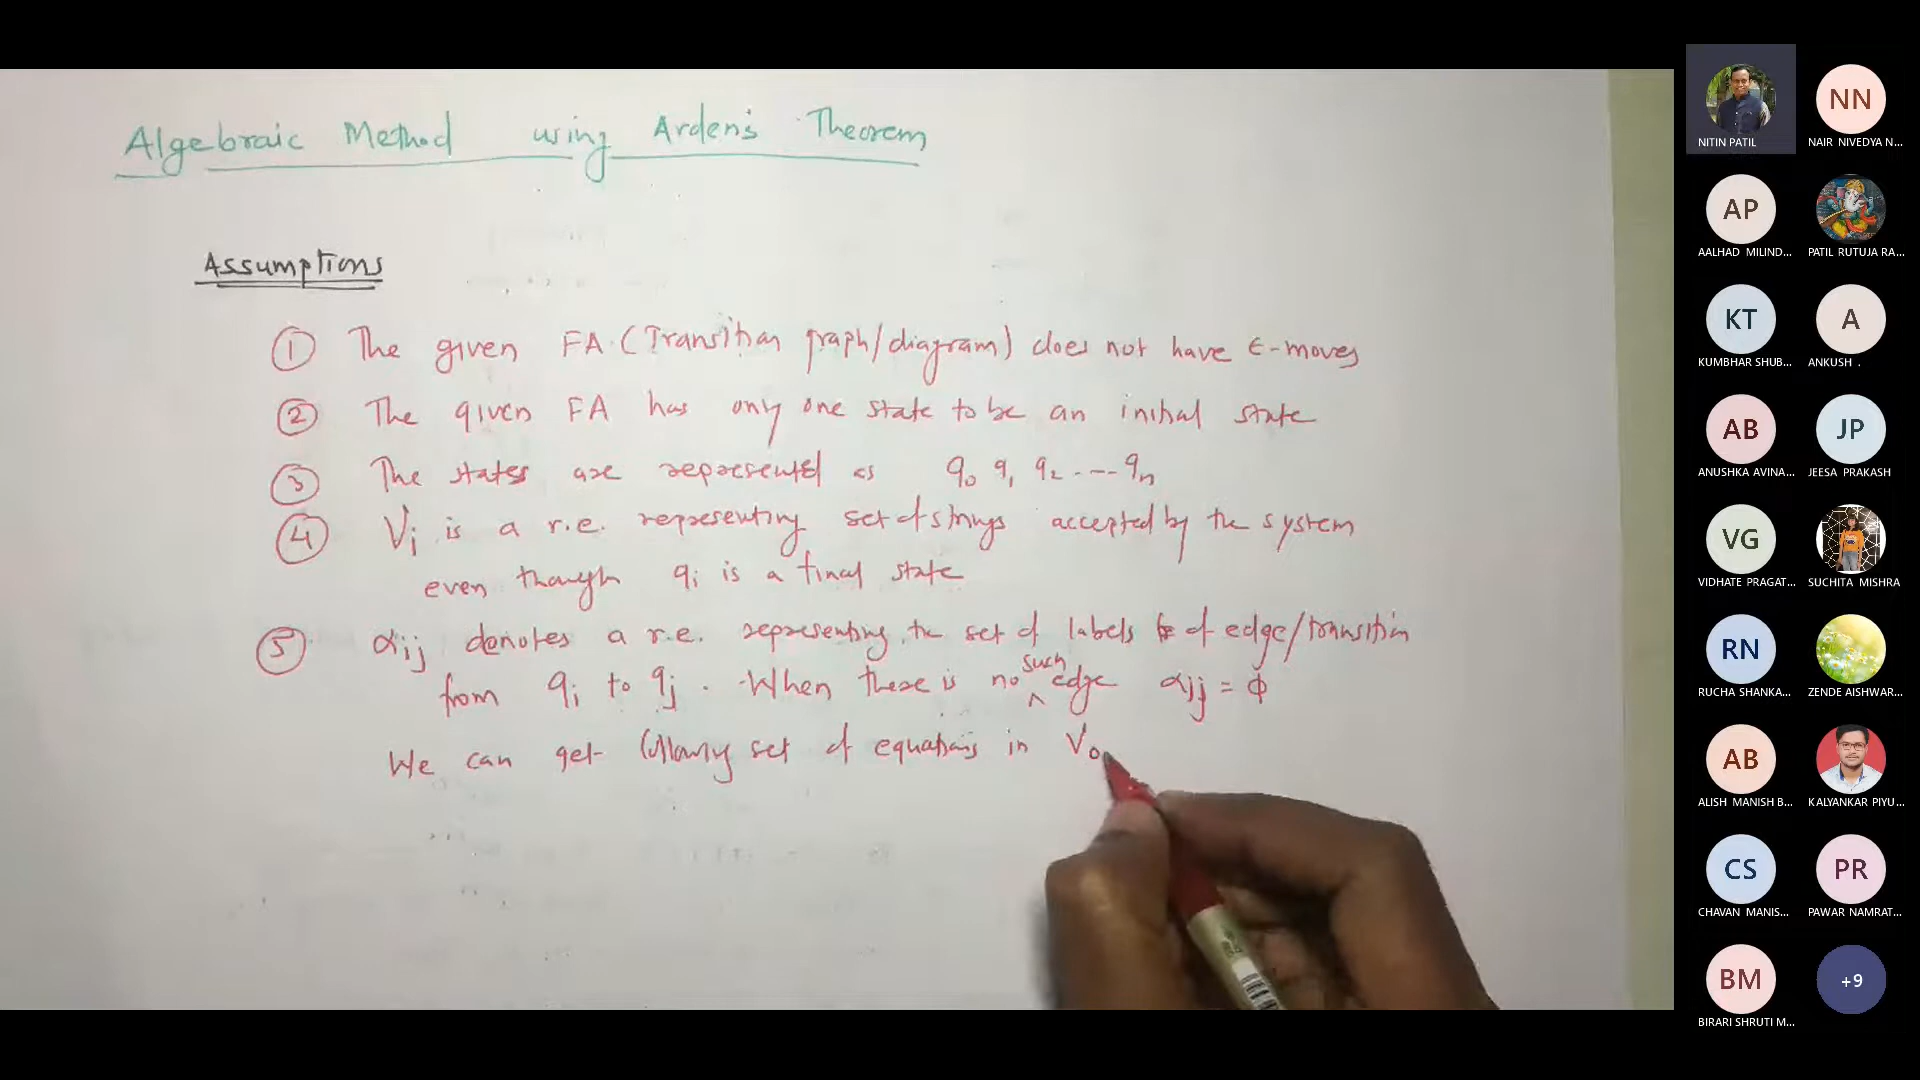 Algebraic Method using Arden's Theorem
Assumptions
① The given FA (Transition graph/diagram) does not have ε-moves
② The given FA has only one state to be an initial state
③ The states are represented as q0 q1 q2 ---- qn
④ Vi is a r.e. representing set of strings accepted by the system
even though qi is a final state
⑤ αij denotes a r.e. representing the set of labels of edge/transition
from qi to qj. When there is no such edge αij = φ
We can get following set of equations in V0
NITIN PATIL
NN
NAIR NIVEDYA N...
AP
AALHAD MILIND...
PATIL RUTUJA RA...
KT
KUMBHAR SHUB...
A
ANKUSH .
AB
ANUSHKA AVINA...
JP
JEESA PRAKASH
VG
VIDHATE PRAGAT...
SUCHITA MISHRA
RN
RUCHA SHANKA...
ZENDE AISHWAR...
AB
ALISH MANISH B...
KALYANKAR PIYU...
CS
CHAVAN MANIS...
PR
PAWAR NAMRAT...
BM
BIRARI SHRUTI M...
+9